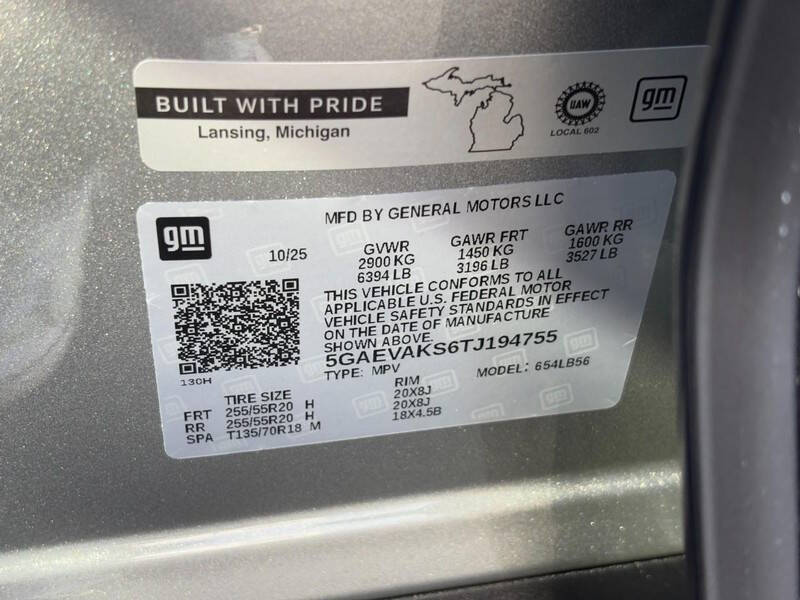 BUILT WITH PRIDE
Lansing, Michigan
UAW
LOCAL 602
gm
gm
MFD BY GENERAL MOTORS LLC
10/25
GVWR GAWR FRT GAWR RR
2900 KG 1450 KG 1600 KG
6394 LB 3196 LB 3527 LB
THIS VEHICLE CONFORMS TO ALL
APPLICABLE U.S. FEDERAL MOTOR
VEHICLE SAFETY STANDARDS IN EFFECT
ON THE DATE OF MANUFACTURE
SHOWN ABOVE.
5GAEVAKS6TJ194755
TYPE: MPV MODEL: 654LB56
130H
TIRE SIZE RIM
FRT 255/55R20 H 20X8J
RR 255/55R20 H 20X8J
SPA T135/70R18 M 18X4.5B